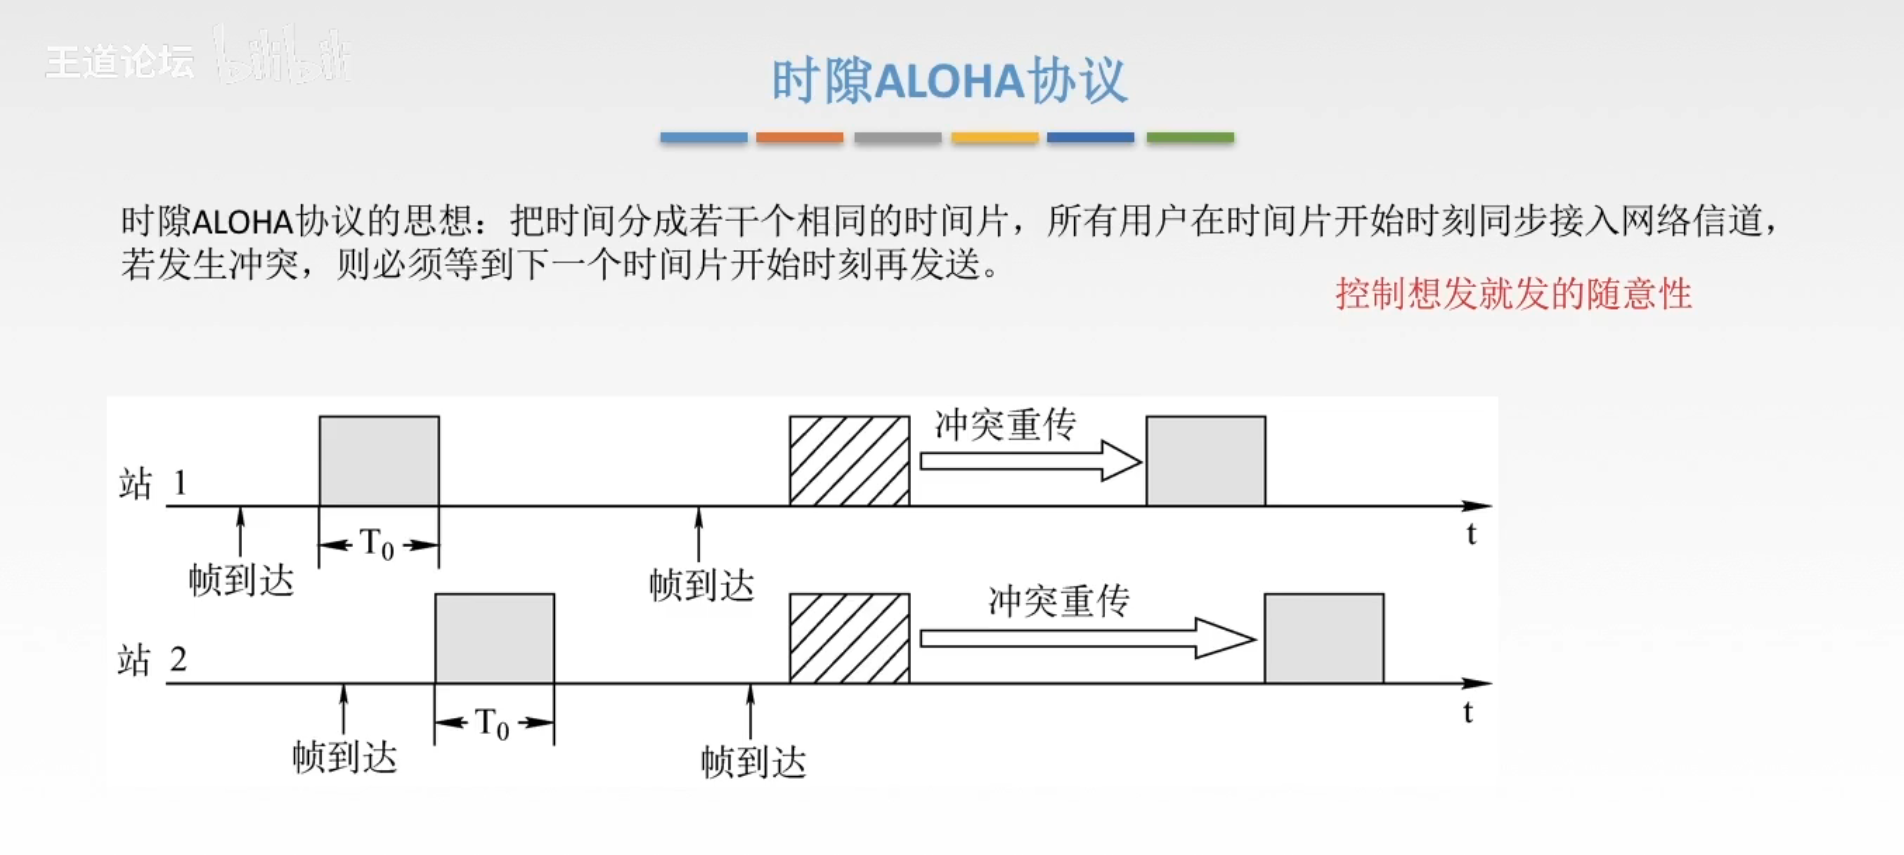 王道论坛 bilibili
时隙ALOHA协议
时隙ALOHA协议的思想：把时间分成若干个相同的时间片，所有用户在时间片开始时刻同步接入网络信道，
若发生冲突，则必须等到下一个时间片开始时刻再发送。
控制想发就发的随意性
冲突重传
站 1
T₀
t
帧到达
帧到达
冲突重传
站 2
T₀
t
帧到达
帧到达